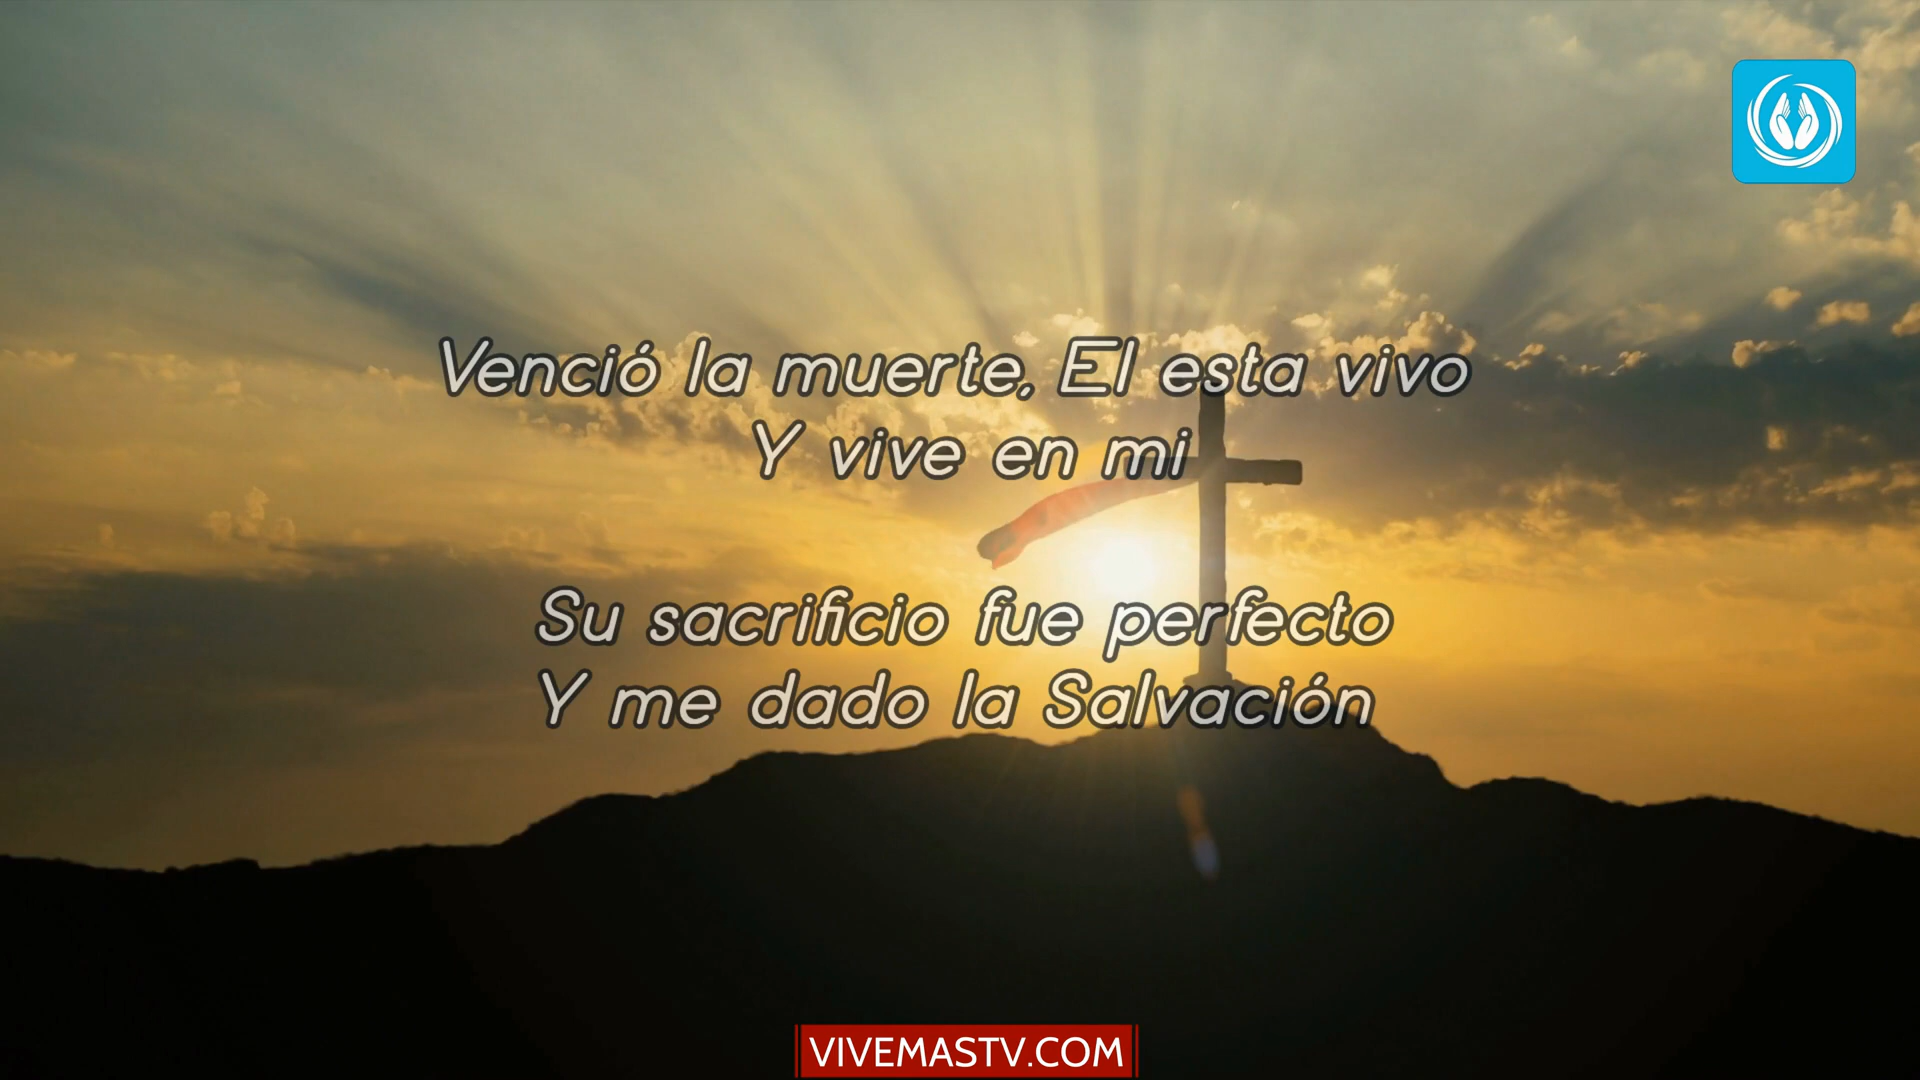 Venció la muerte, El esta vivo
Y vive en mi
Su sacrificio fue perfecto
Y me dado la Salvación
VIVEMASTV.COM